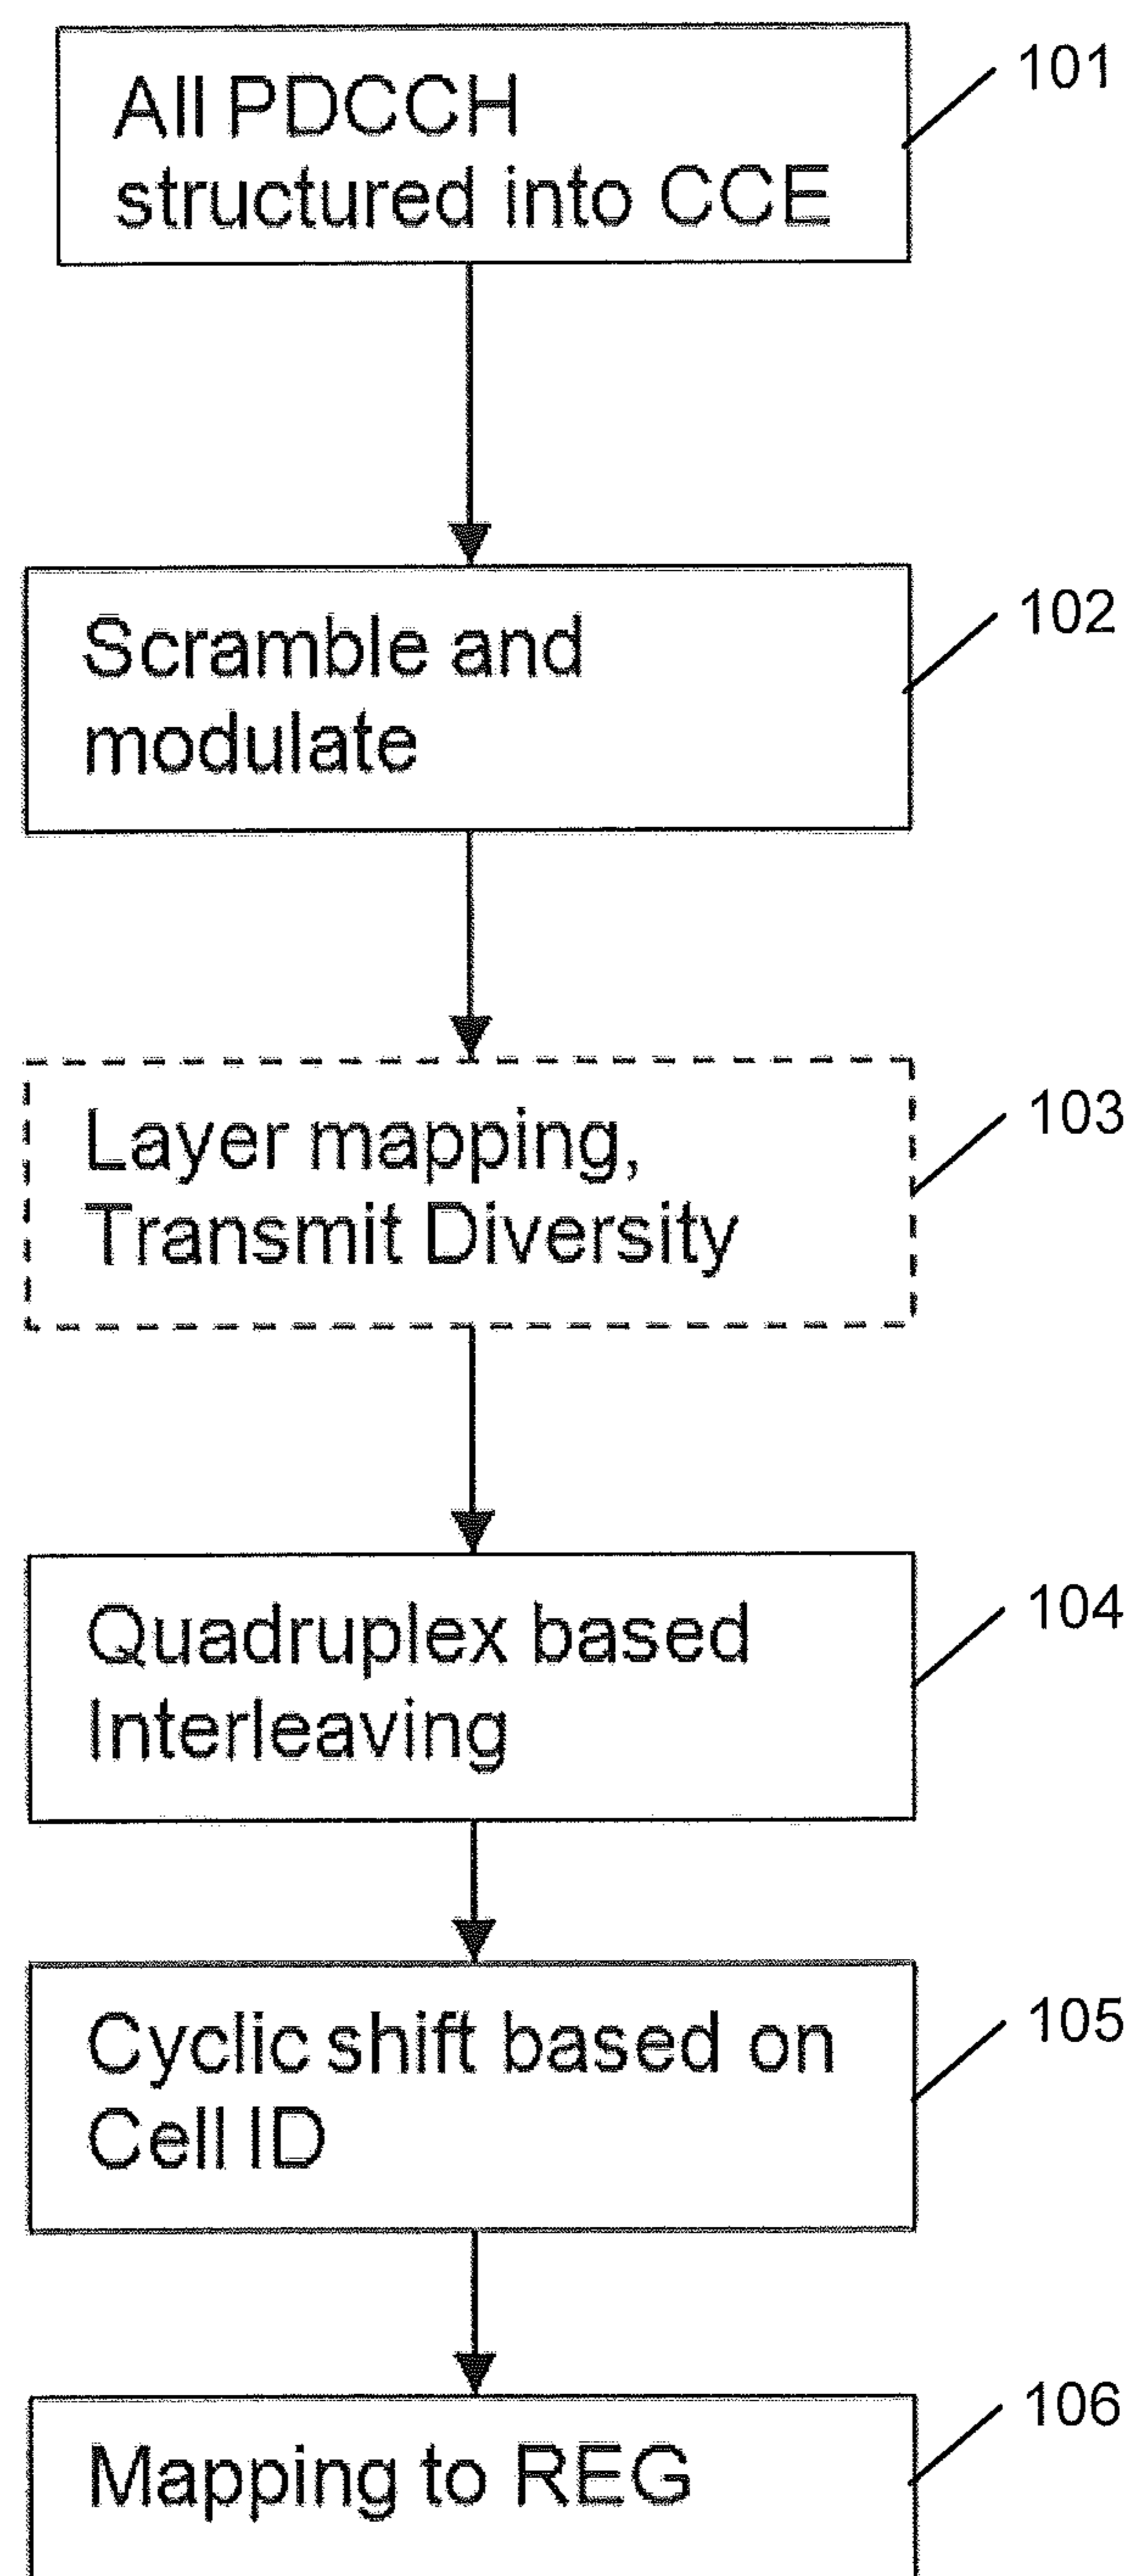 All PDCCH
structured into CCE
101
Scramble and
modulate
102
Layer mapping,
Transmit Diversity
103
Quadruplex based
Interleaving
104
Cyclic shift based on
Cell ID
105
Mapping to REG
106